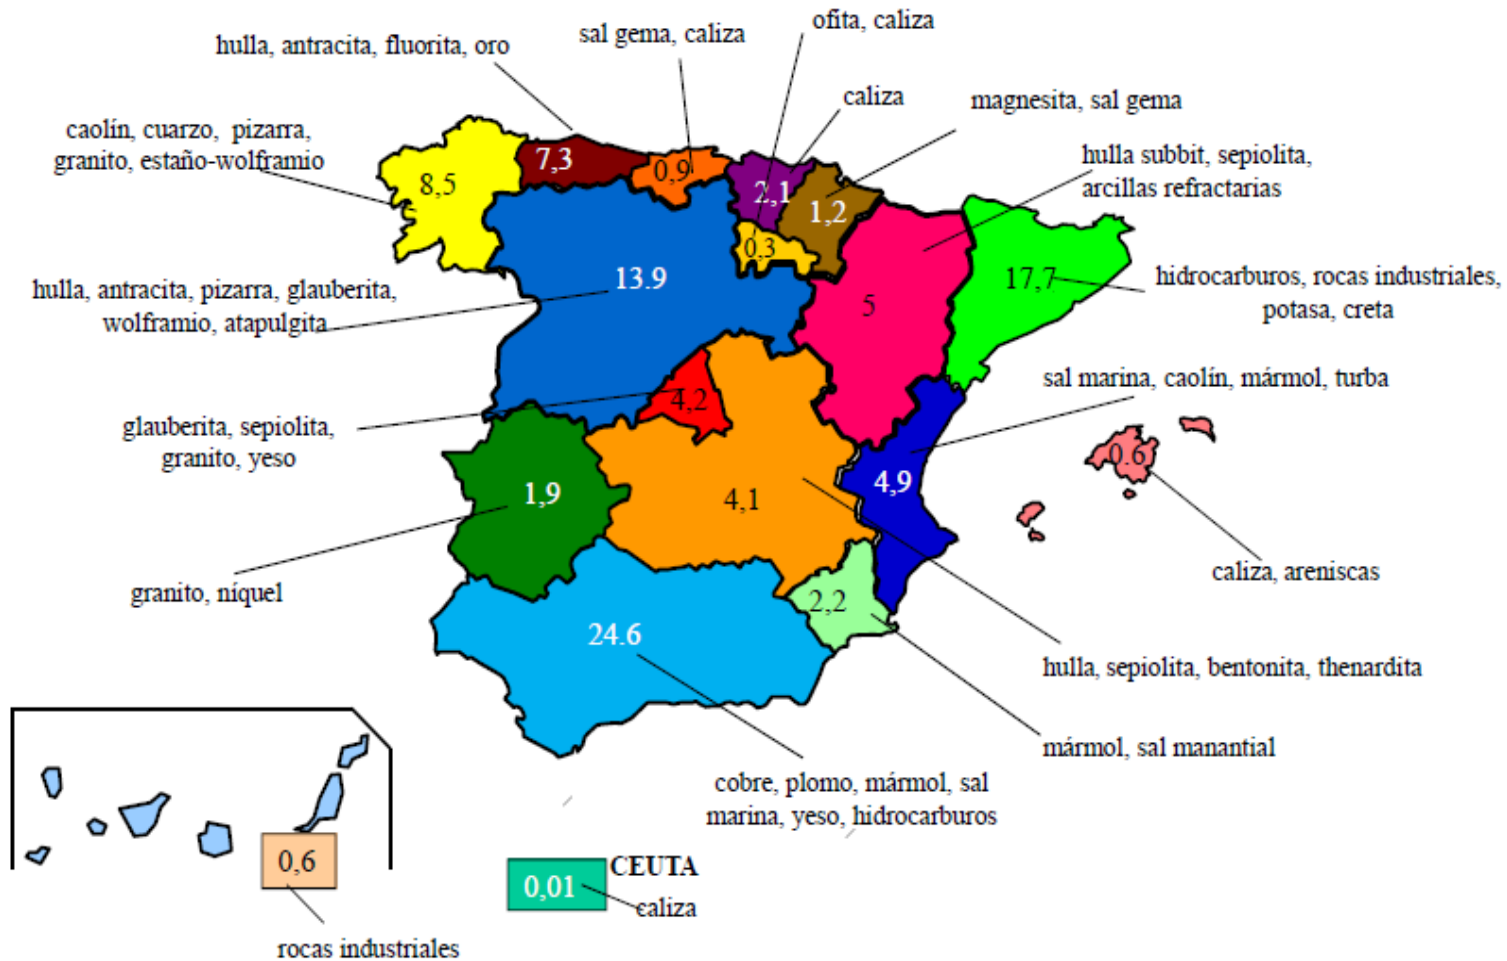 ofita, caliza
sal gema, caliza
hulla, antracita, fluorita, oro
caliza
magnesita, sal gema
caolín, cuarzo, pizarra,
granito, estaño-wolframio
hulla subbit, sepiolita,
arcillas refractarias
7,3
0,9
8,5
2,1
1,2
0,3
13.9
5
17,7
hidrocarburos, rocas industriales,
potasa, creta
hulla, antracita, pizarra, glauberita,
wolframio, atapulgita
sal marina, caolín, mármol, turba
4,2
glauberita, sepiolita,
granito, yeso
0.6
1,9
4,1
4,9
caliza, areniscas
granito, níquel
2,2
24.6
hulla, sepiolita, bentonita, thenardita
mármol, sal manantial
cobre, plomo, mármol, sal
marina, yeso, hidrocarburos
0,6
CEUTA
0,01
caliza
rocas industriales